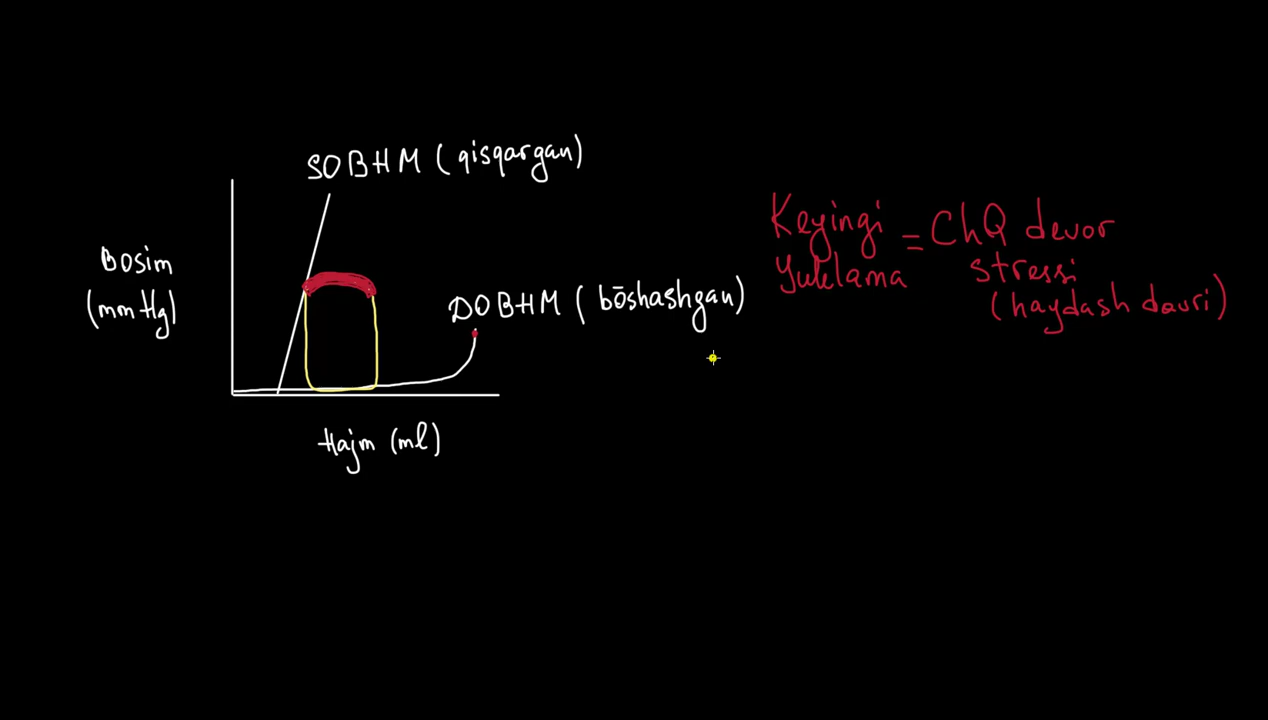 SOBHM (qisqargan)
Bosim
(mm Hg)
DOBHM (bōshashgan)
Hajm (ml)
Keyingi
Yuklama
= ChQ devor
stressi
(haydash davri)